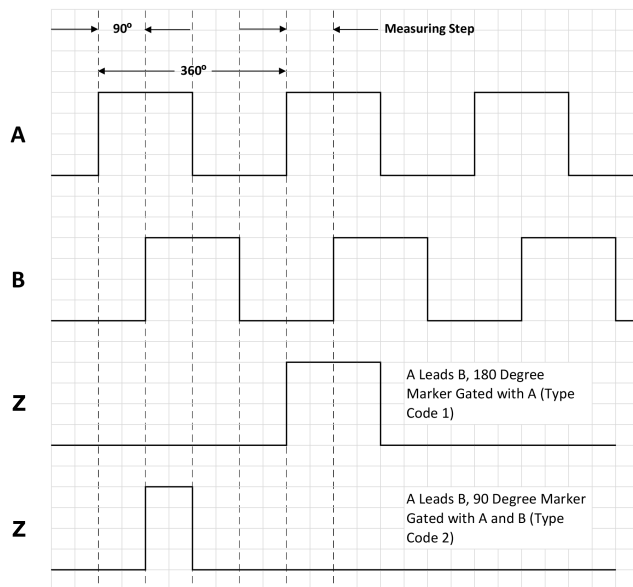 90º
Measuring Step
360º
A
B
Z
A Leads B, 180 Degree
Marker Gated with A (Type
Code 1)
Z
A Leads B, 90 Degree Marker
Gated with A and B (Type
Code 2)